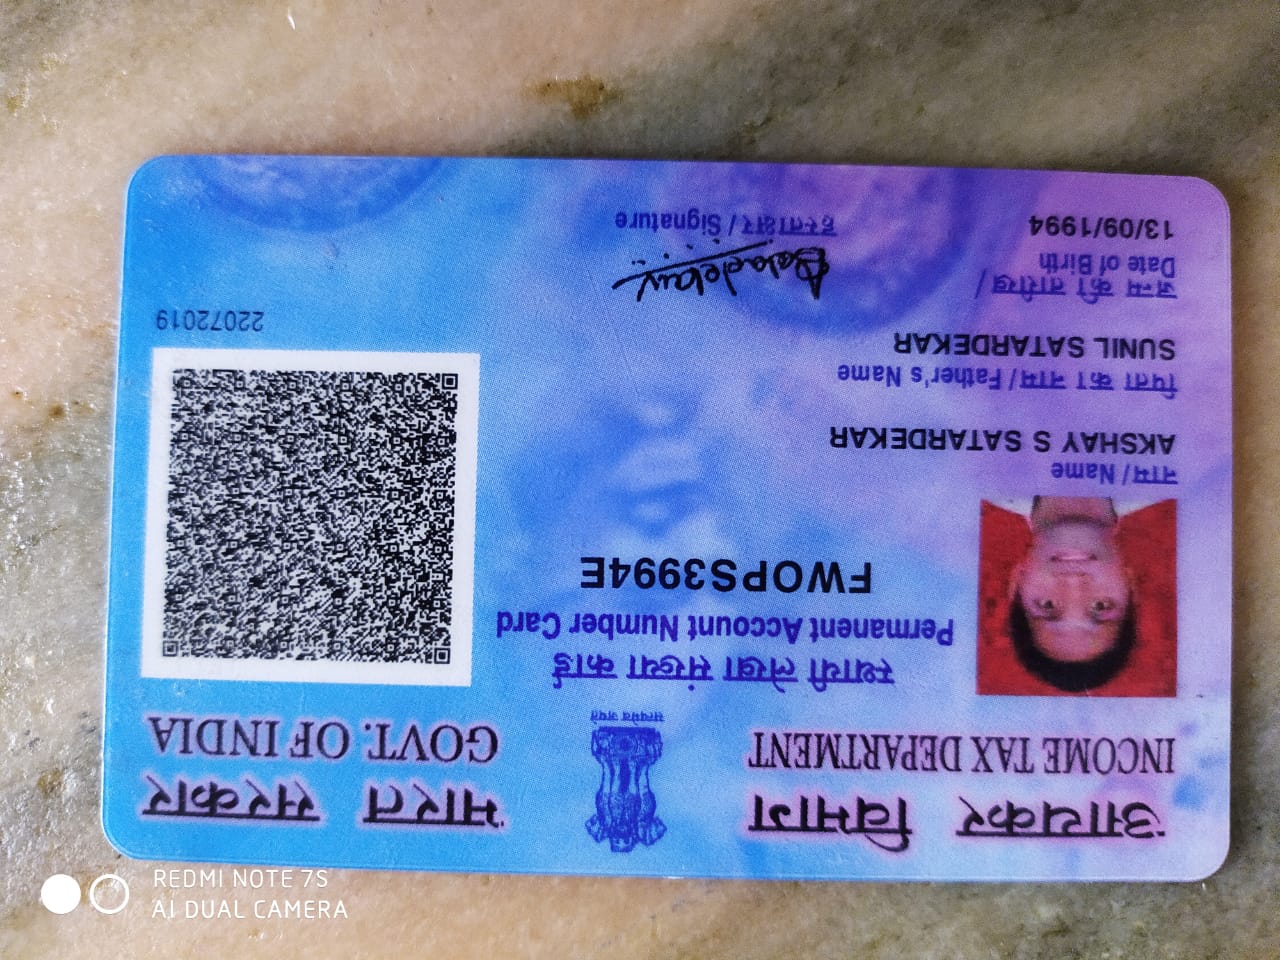 आयकर विभाग
INCOME TAX DEPARTMENT
सत्यमेव जयते
भारत सरकार
GOVT. OF INDIA
स्थायी लेखा संख्या कार्ड
Permanent Account Number Card
FWOPS3994E
नाम / Name
AKSHAY S SATARDEKAR
पिता का नाम / Father's Name
SUNIL SATARDEKAR
जन्म की तारीख /
Date of Birth
13/09/1994
हस्ताक्षर / Signature
22072019
REDMI NOTE 7S
AI DUAL CAMERA